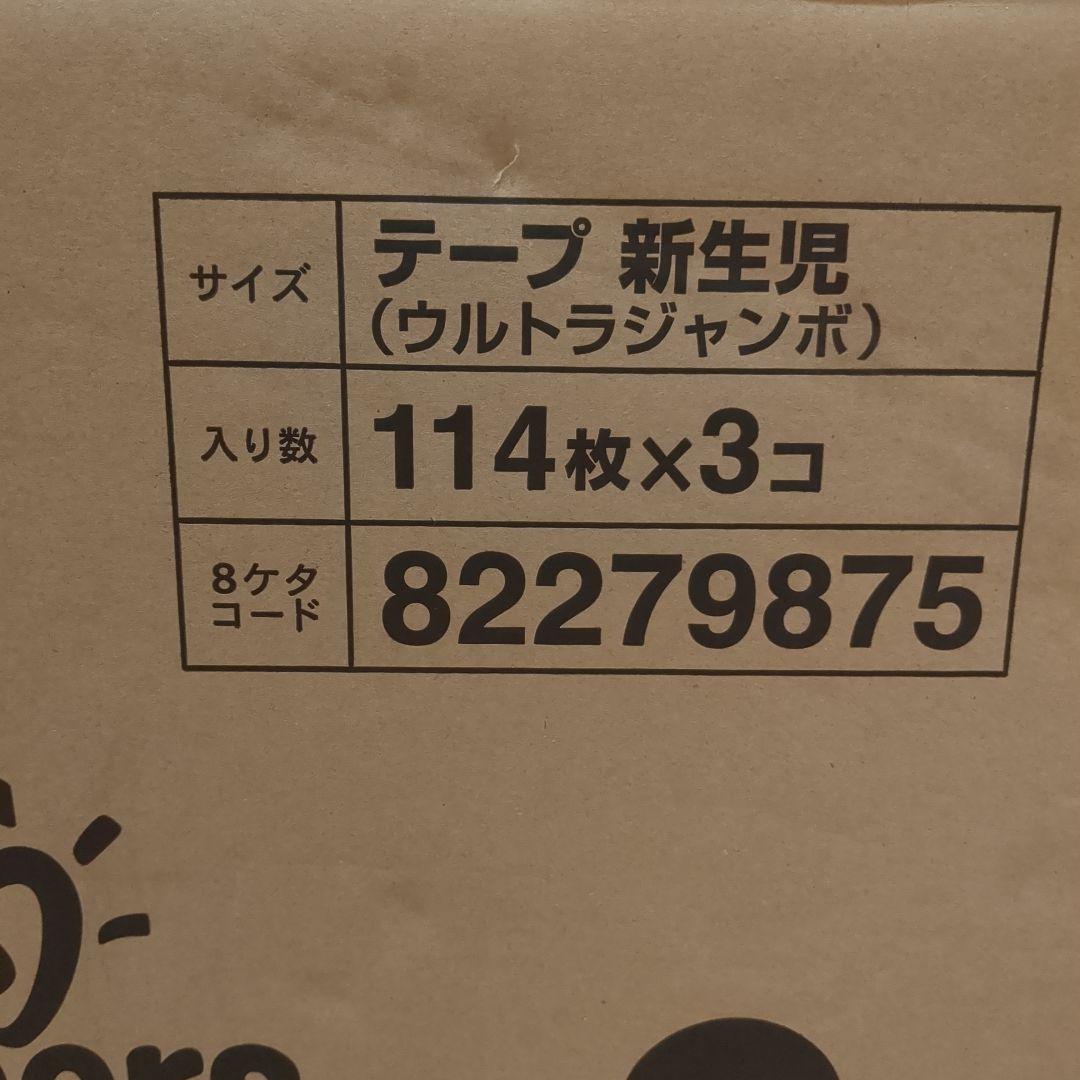 サイズ
テープ 新生児
(ウルトラジャンボ)
入り数
114枚×3コ
8ケタ
コード
82279875